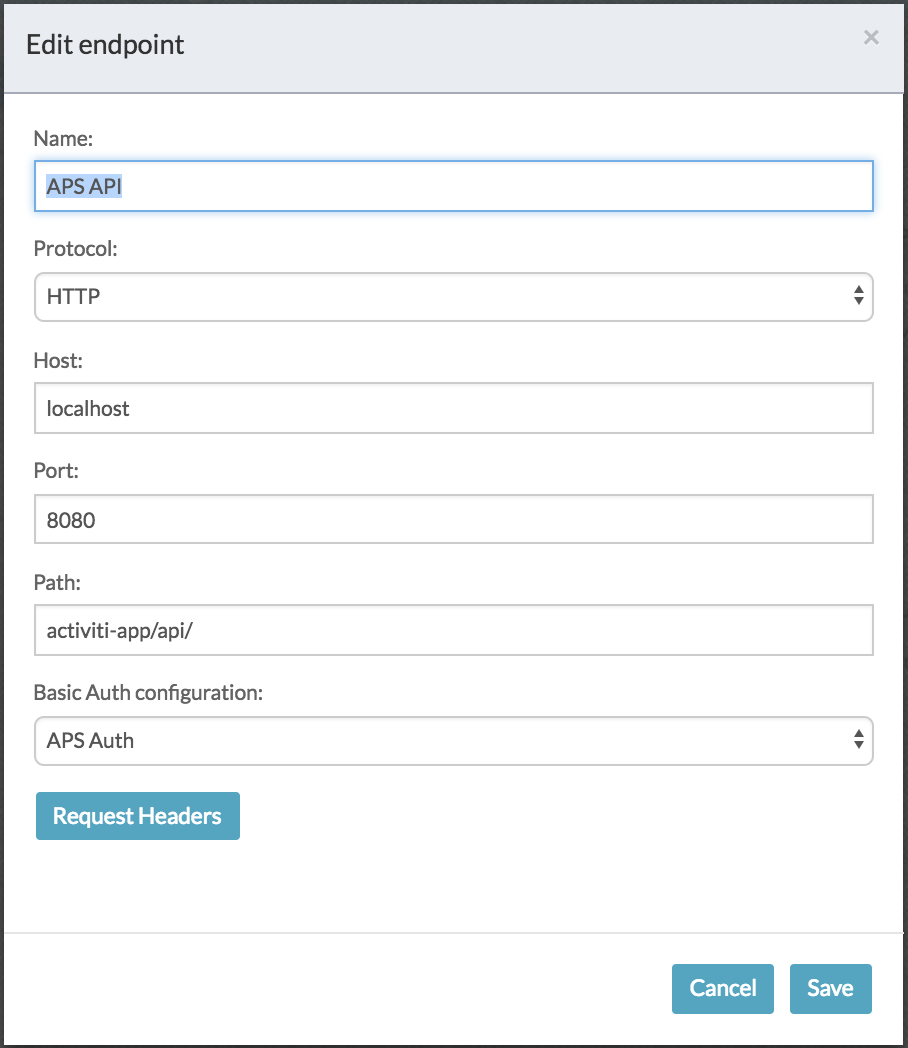 Edit endpoint ×
Name:
APS API
Protocol:
HTTP
Host:
localhost
Port:
8080
Path:
activiti-app/api/
Basic Auth configuration:
APS Auth
Request Headers
Cancel Save